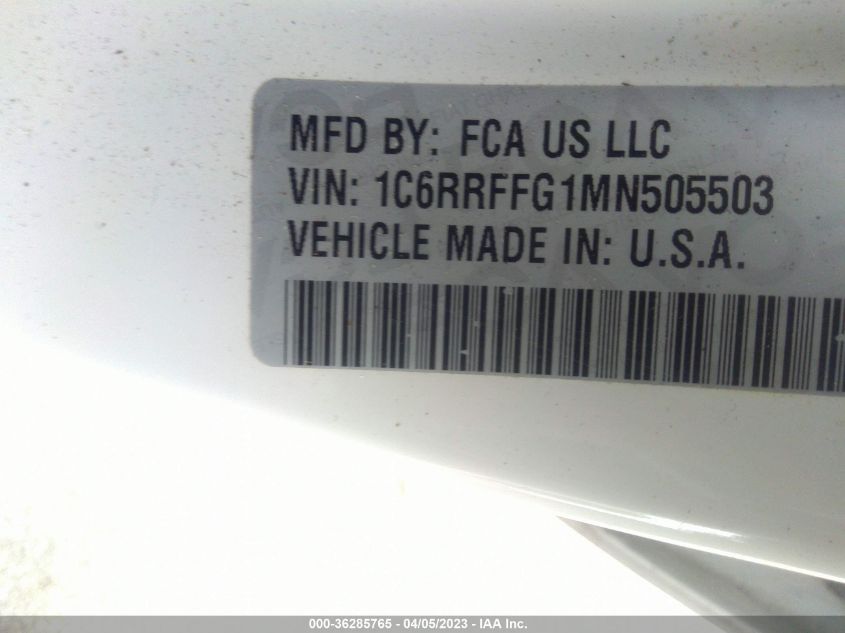 MFD BY: FCA US LLC
VIN: 1C6RRFFG1MN505503
VEHICLE MADE IN: U.S.A.
000-36285765 - 04/05/2023 - IAA Inc.